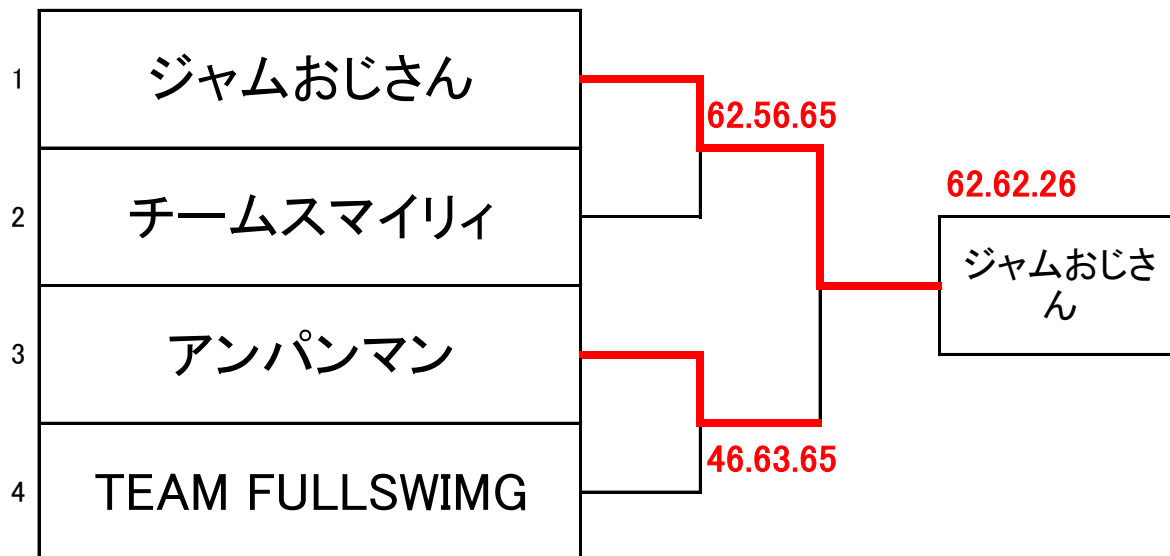 1
ジャムおじさん
62.56.65
2
チームスマイリィ
62.62.26
ジャムおじさ
ん
3
アンパンマン
46.63.65
4
TEAM FULLSWIMG